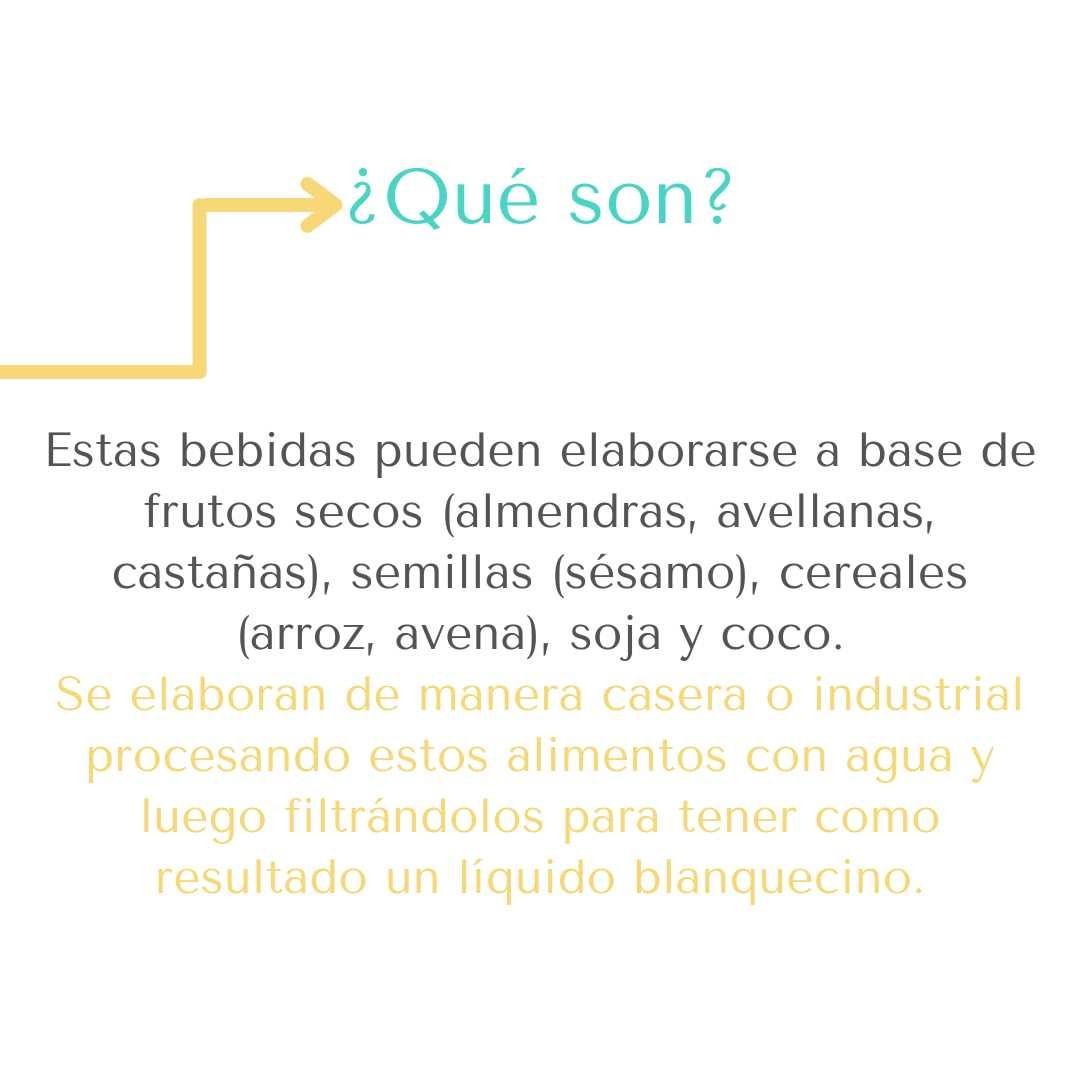 ¿Qué son?
Estas bebidas pueden elaborarse a base de
frutos secos (almendras, avellanas,
castañas), semillas (sésamo), cereales
(arroz, avena), soja y coco.
Se elaboran de manera casera o industrial
procesando estos alimentos con agua y
luego filtrándolos para tener como
resultado un líquido blanquecino.